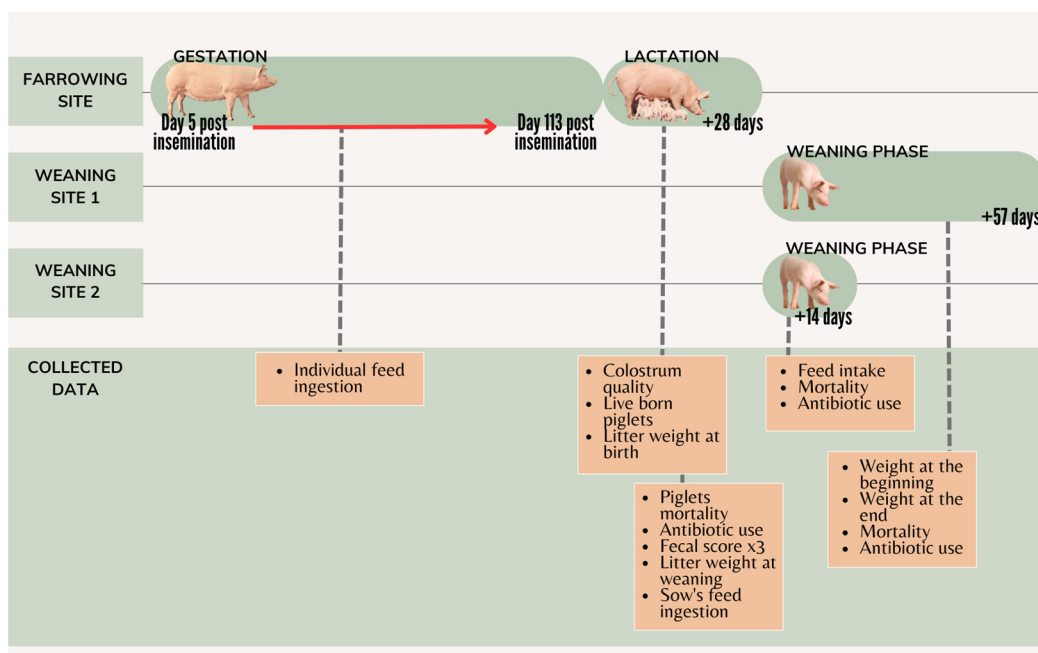 GESTATION
LACTATION
FARROWING
SITE
Day 5 post
insemination
Day 113 post
insemination
+28 days
WEANING
SITE 1
WEANING PHASE
+57 days
WEANING
SITE 2
WEANING PHASE
+14 days
COLLECTED
DATA
• Individual feed
ingestion
• Colostrum
quality
• Live born
piglets
• Litter weight at
birth
• Piglets
mortality
• Antibiotic use
• Fecal score x3
• Litter weight at
weaning
• Sow's feed
ingestion
• Feed intake
• Mortality
• Antibiotic use
• Weight at the
beginning
• Weight at the
end
• Mortality
• Antibiotic use